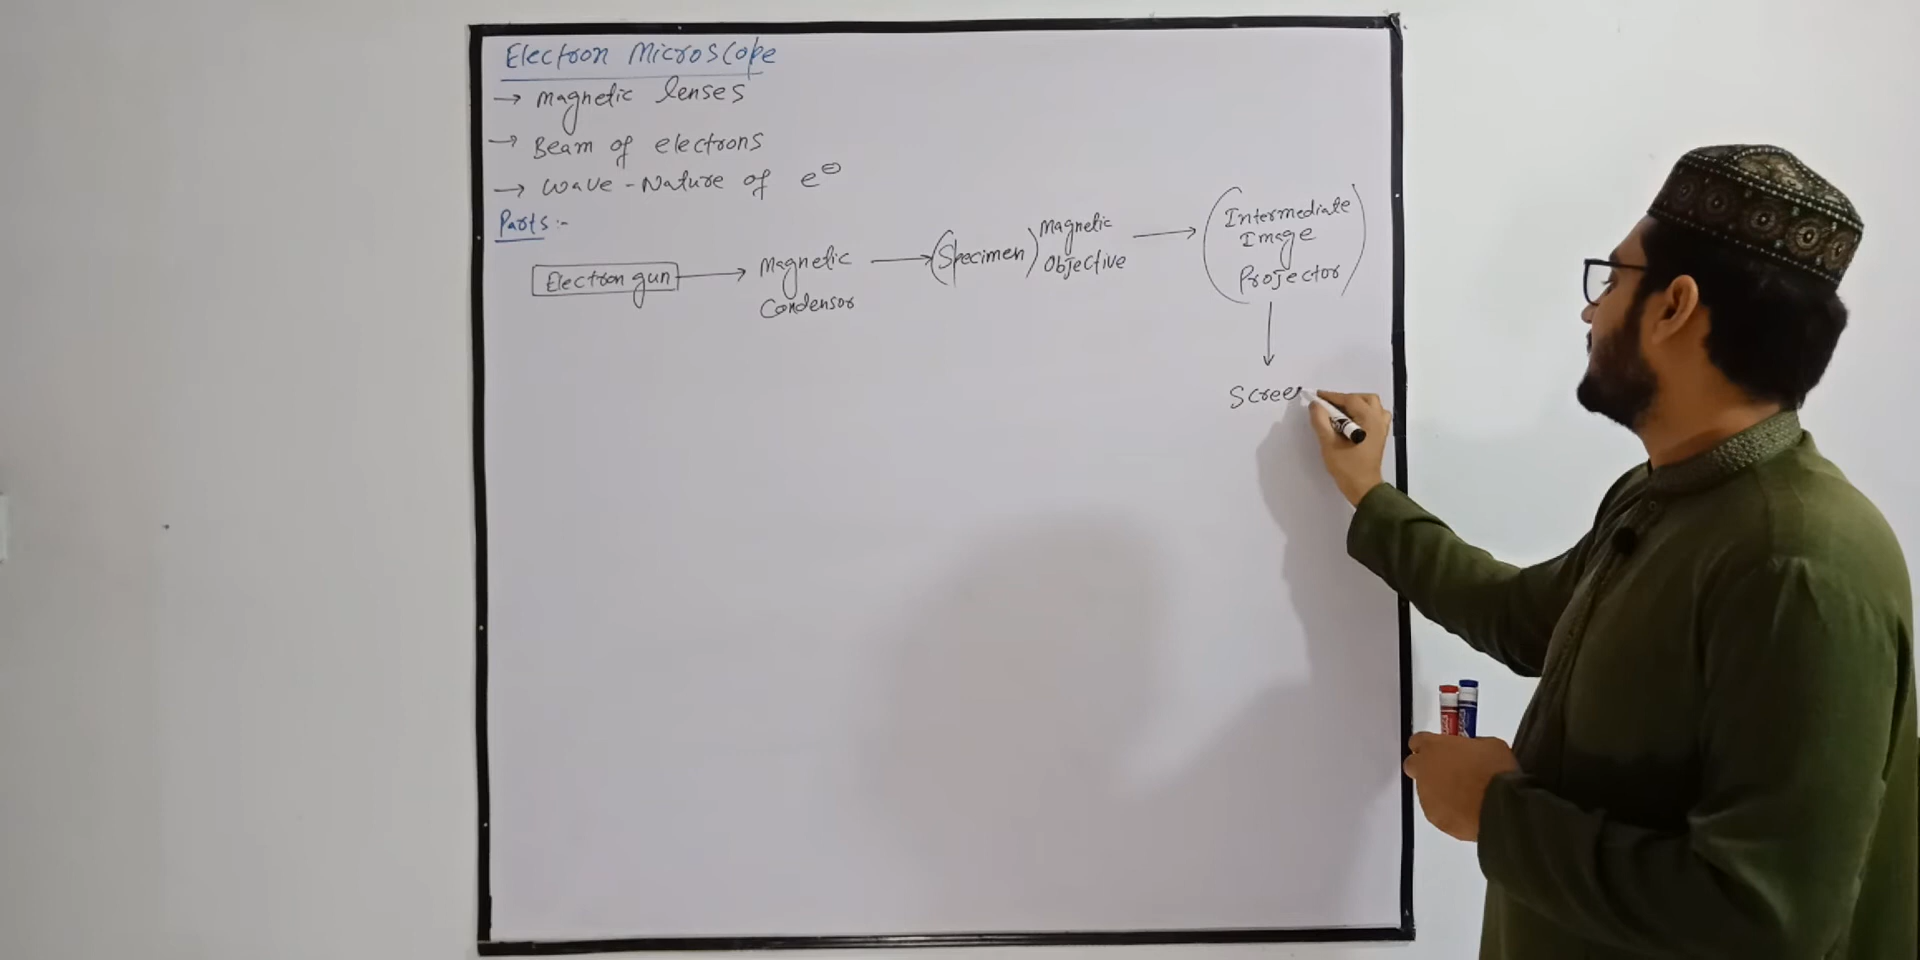 Electron Microscope
→ Magnetic lenses
→ Beam of electrons
→ Wave-Nature of e⊖
Parts:-
Electron gun → Magnetic Condensor → (Specimen) Magnetic Objective → (Intermediate Image Projector)
↓
Scree